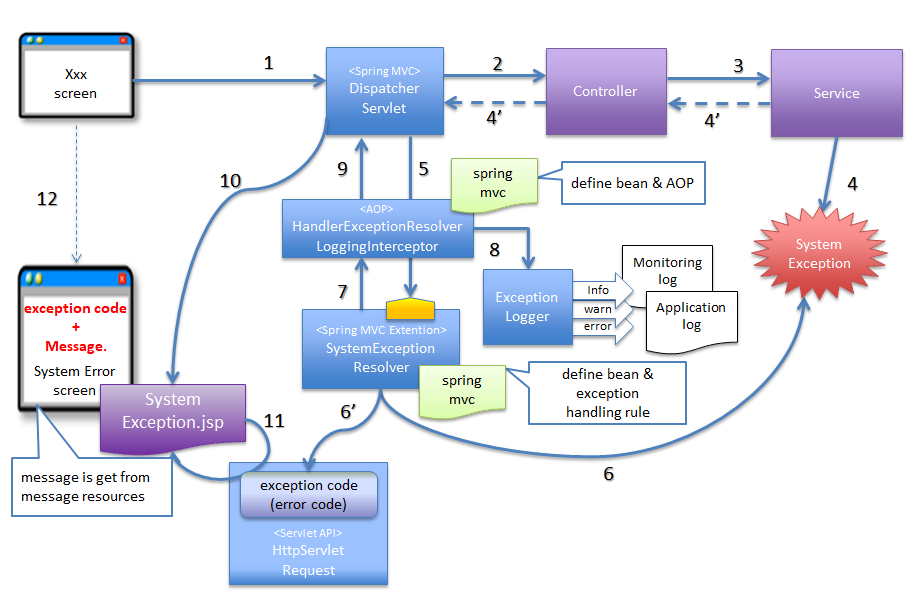 Xxx
screen
1
<Spring MVC>
Dispatcher
Servlet
2
Controller
3
Service
4’
4’
4
System
Exception
10
9
5
spring
mvc
define bean & AOP
12
<AOP>
HandlerExceptionResolver
LoggingInterceptor
8
7
Exception
Logger
Info
warn
error
Monitoring
log
Application
log
exception code
+
Message.
System Error
screen
<Spring MVC Extention>
SystemException
Resolver
spring
mvc
define bean &
exception
handling rule
System
Exception.jsp
11
6’
6
message is get from
message resources
exception code
(error code)
<Servlet API>
HttpServlet
Request